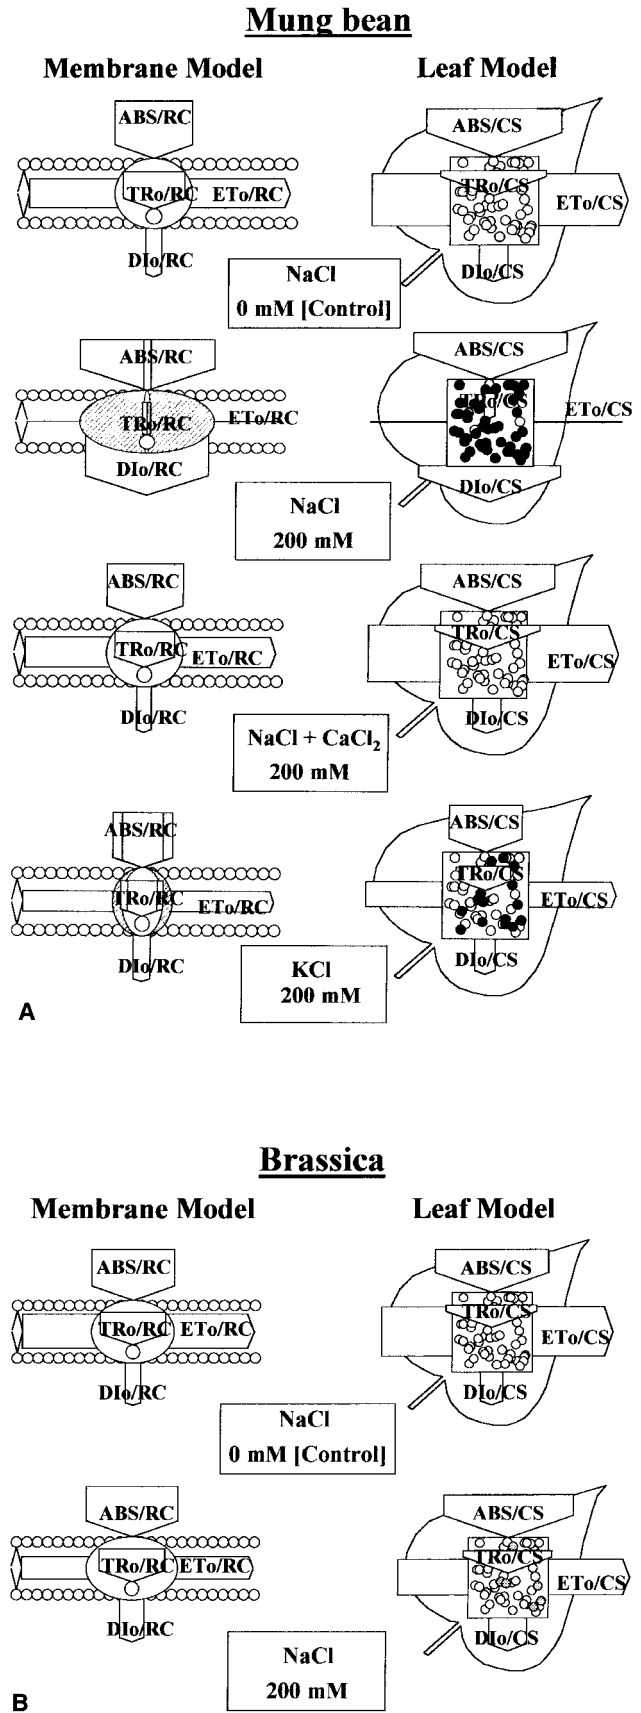 Mung bean
Membrane Model
Leaf Model
ABS/RC
TRo/RC
ETo/RC
DIo/RC
ABS/CS
TRo/CS
ETo/CS
DIo/CS
NaCl
0 mM [Control]
ABS/RC
TRo/RC
ETo/RC
DIo/RC
ABS/CS
TRo/CS
ETo/CS
DIo/CS
NaCl
200 mM
ABS/RC
TRo/RC
ETo/RC
DIo/RC
ABS/CS
TRo/CS
ETo/CS
DIo/CS
NaCl + CaCl₂
200 mM
ABS/RC
TRo/RC
ETo/RC
DIo/RC
ABS/CS
TRo/CS
ETo/CS
DIo/CS
KCl
200 mM
A
Brassica
Membrane Model
Leaf Model
ABS/RC
TRo/RC
ETo/RC
DIo/RC
ABS/CS
TRo/CS
ETo/CS
DIo/CS
NaCl
0 mM [Control]
ABS/RC
TRo/RC
ETo/RC
DIo/RC
ABS/CS
TRo/CS
ETo/CS
DIo/CS
NaCl
200 mM
B